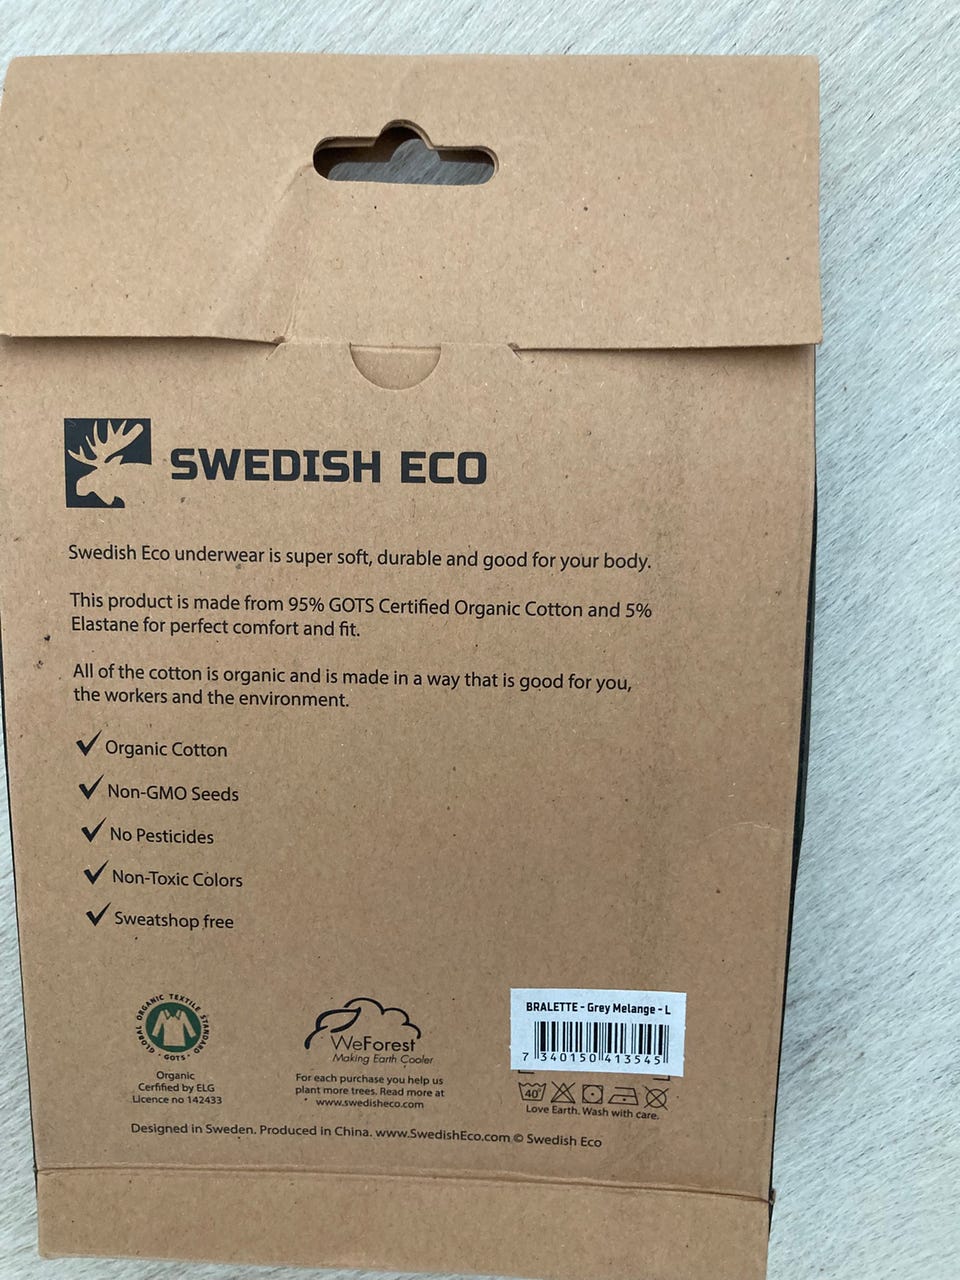 SWEDISH ECO
Swedish Eco underwear is super soft, durable and good for your body.
This product is made from 95% GOTS Certified Organic Cotton and 5%
Elastane for perfect comfort and fit.
All of the cotton is organic and is made in a way that is good for you,
the workers and the environment.
Organic Cotton
Non-GMO Seeds
No Pesticides
Non-Toxic Colors
Sweatshop free
GLOBAL ORGANIC TEXTILE STANDARD
· GOTS ·
Organic
Cerfified by ELG
Licence no 142433
WeForest
Making Earth Cooler
For each purchase you help us
plant more trees. Read more at
www.swedisheco.com
BRALETTE - Grey Melange - L
7 340150 413545
40°
Love Earth. Wash with care.
Designed in Sweden. Produced in China. www.SwedishEco.com © Swedish Eco